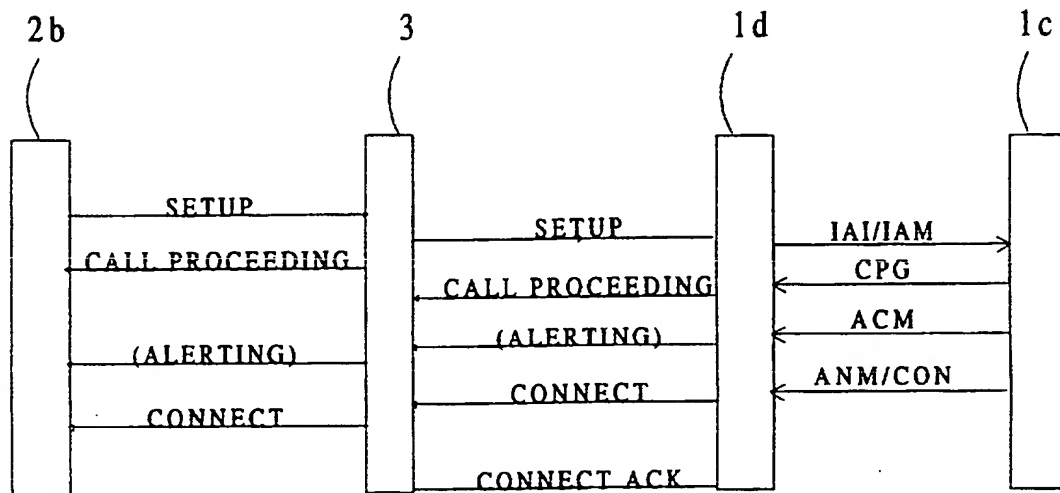 2b 3 1d 1c
SETUP
SETUP IAI/IAM
CALL PROCEEDING CPG
CALL PROCEEDING
ACM
(ALERTING) (ALERTING)
CONNECT ANM/CON
CONNECT
CONNECT ACK